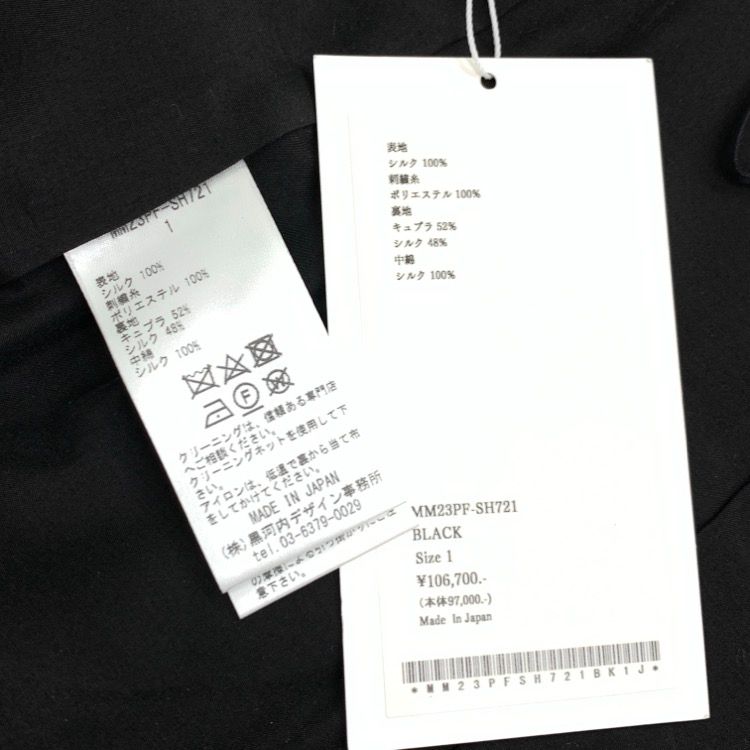 MM23PF-SH721
1
表地
シルク 100%
刺繍糸
ポリエステル 100%
裏地
キュプラ 52%
シルク 48%
中綿
シルク 100%
F
W
クリーニングは、信頼ある専門店
へご相談ください。
クリーニングネットを使用して下
さい。
アイロンは、低温で裏から当て布
をしてかけてください。
MADE IN JAPAN
(株)黒河内デザイン事務所
tel.03-6379-0029
意下さい。
表地
シルク 100%
刺繍糸
ポリエステル 100%
裏地
キュプラ 52%
シルク 48%
中綿
シルク 100%
MM23PF-SH721
BLACK
Size 1
¥106,700.-
(本体97,000.-)
Made In Japan
*MM23PFSH721BK1J*